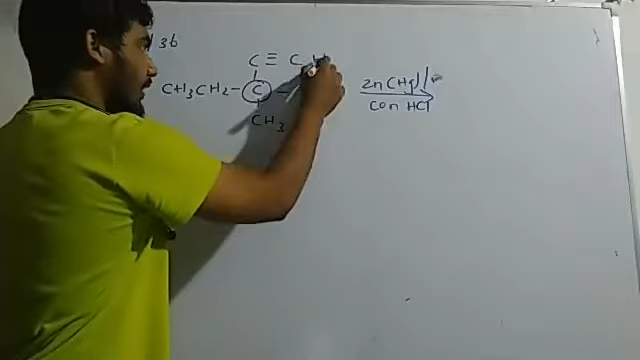 36
C ≡ C H
CH3CH2 - C -
CH3
Zn(Hg)/
con HCl